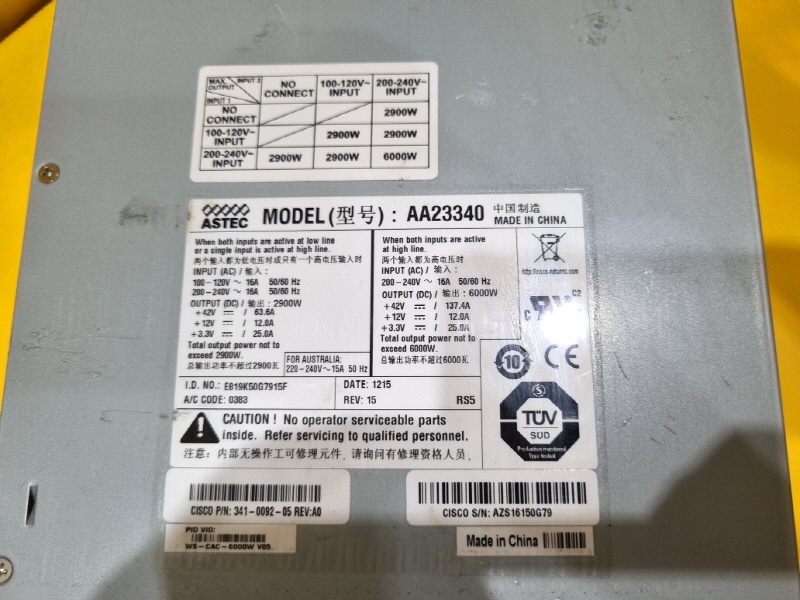 MAX. OUTPUT INPUT 2 NO CONNECT 100-120V~ INPUT 200-240V~ INPUT
INPUT 1
NO CONNECT 2900W
100-120V~ INPUT 2900W 2900W
200-240V~ INPUT 2900W 2900W 6000W
ASTEC MODEL(型号): AA23340 中国制造
MADE IN CHINA
When both inputs are active at low line
or a single input is active at high line.
两个输入都为低电压时或只有一个高电压输入时
INPUT (AC) / 输入:
100-120V~ 16A 50/60 Hz
200-240V~ 16A 50/60 Hz
OUTPUT (DC) / 输出: 2900W
+42V / 63.6A
+12V / 12.0A
+3.3V / 25.0A
Total output power not to
exceed 2900W.
总输出功率不超过2900瓦
FOR AUSTRALIA:
220-240V~15A 50 Hz
When both inputs are active
at high line.
两个输入都为高电压时
INPUT (AC) / 输入:
200-240V~ 16A 50/60 Hz
OUTPUT (DC) / 输出: 6000W
+42V / 137.4A
+12V / 12.0A
+3.3V / 25.0A
Total output power not to
exceed 6000W.
总输出功率不超过6000瓦
http://cisco-returns.com
C US C2
10 CE
I.D. NO.: E819K50G7915F
A/C CODE: 0383
DATE: 1215
REV: 15 RS5
TÜV
SUD
Production monitored
Type tested
CAUTION ! No operator serviceable parts
inside. Refer servicing to qualified personnel.
注意: 内部无操作工可修理元件. 请询问有修理资格人员.
CISCO P/N: 341-0092-05 REV:A0
CISCO S/N: AZS16150G79
PID VID:
WS-CAC-6000W V05
Made in China